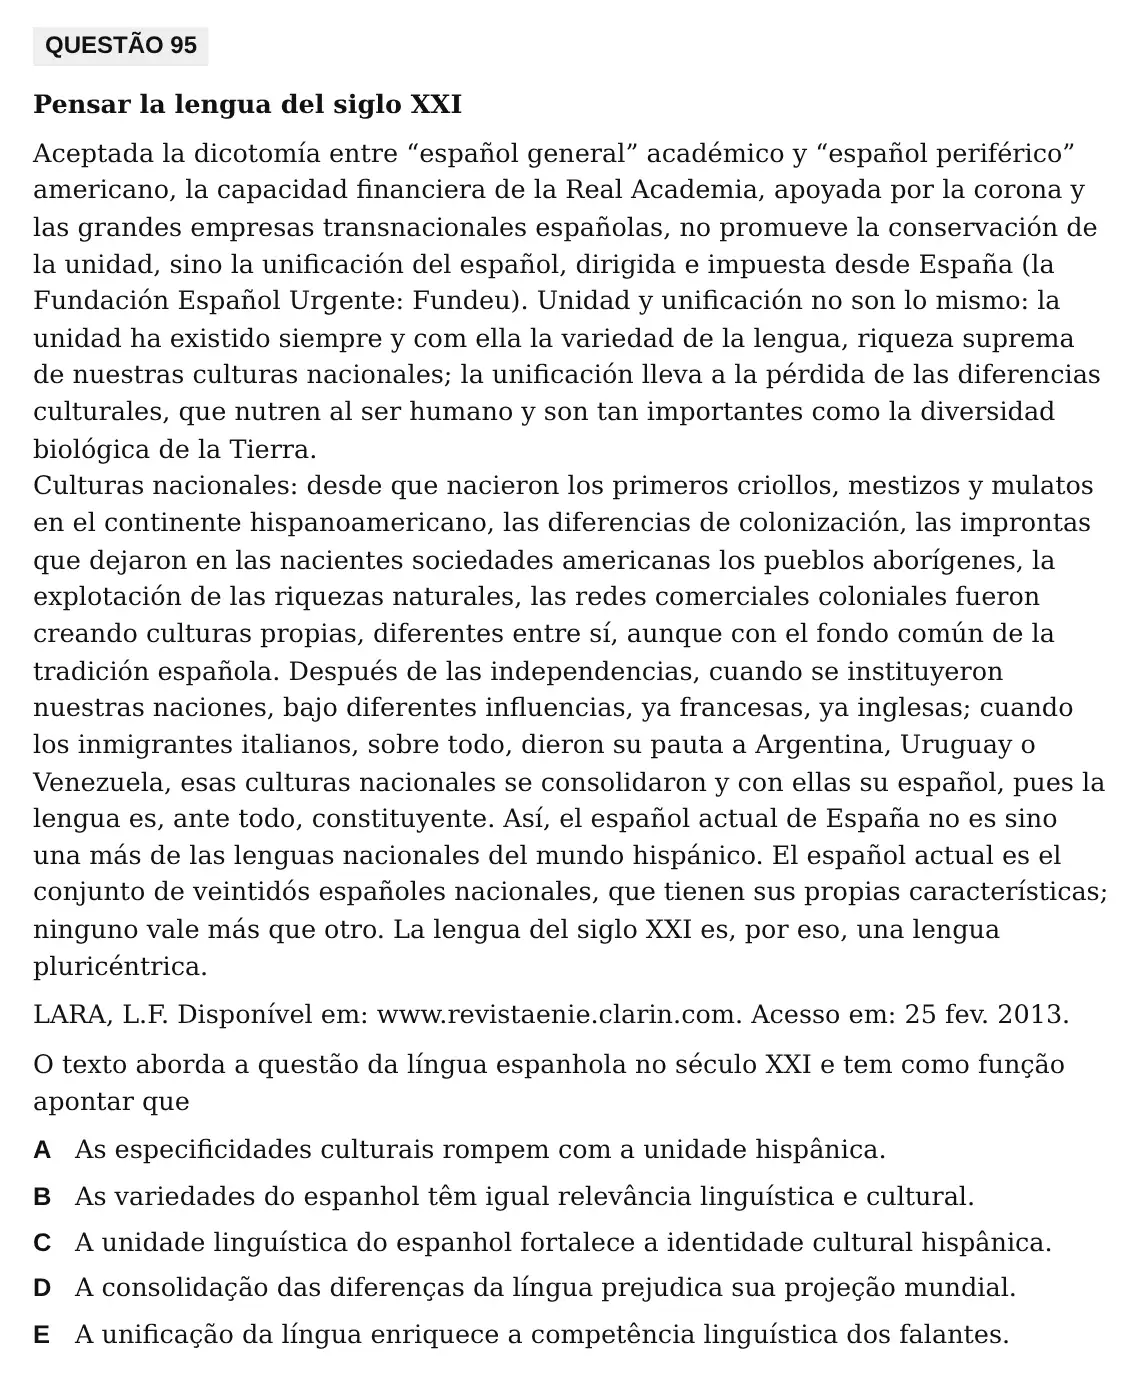 QUESTÃO 95
Pensar la lengua del siglo XXI
Aceptada la dicotomía entre “español general” académico y “español periférico”
americano, la capacidad financiera de la Real Academia, apoyada por la corona y
las grandes empresas transnacionales españolas, no promueve la conservación de
la unidad, sino la unificación del español, dirigida e impuesta desde España (la
Fundación Español Urgente: Fundeu). Unidad y unificación no son lo mismo: la
unidad ha existido siempre y com ella la variedad de la lengua, riqueza suprema
de nuestras culturas nacionales; la unificación lleva a la pérdida de las diferencias
culturales, que nutren al ser humano y son tan importantes como la diversidad
biológica de la Tierra.
Culturas nacionales: desde que nacieron los primeros criollos, mestizos y mulatos
en el continente hispanoamericano, las diferencias de colonización, las improntas
que dejaron en las nacientes sociedades americanas los pueblos aborígenes, la
explotación de las riquezas naturales, las redes comerciales coloniales fueron
creando culturas propias, diferentes entre sí, aunque con el fondo común de la
tradición española. Después de las independencias, cuando se instituyeron
nuestras naciones, bajo diferentes influencias, ya francesas, ya inglesas; cuando
los inmigrantes italianos, sobre todo, dieron su pauta a Argentina, Uruguay o
Venezuela, esas culturas nacionales se consolidaron y con ellas su español, pues la
lengua es, ante todo, constituyente. Así, el español actual de España no es sino
una más de las lenguas nacionales del mundo hispánico. El español actual es el
conjunto de veintidós españoles nacionales, que tienen sus propias características;
ninguno vale más que otro. La lengua del siglo XXI es, por eso, una lengua
pluricéntrica.
LARA, L.F. Disponível em: www.revistaenie.clarin.com. Acesso em: 25 fev. 2013.
O texto aborda a questão da língua espanhola no século XXI e tem como função
apontar que
A As especificidades culturais rompem com a unidade hispânica.
B As variedades do espanhol têm igual relevância linguística e cultural.
C A unidade linguística do espanhol fortalece a identidade cultural hispânica.
D A consolidação das diferenças da língua prejudica sua projeção mundial.
E A unificação da língua enriquece a competência linguística dos falantes.